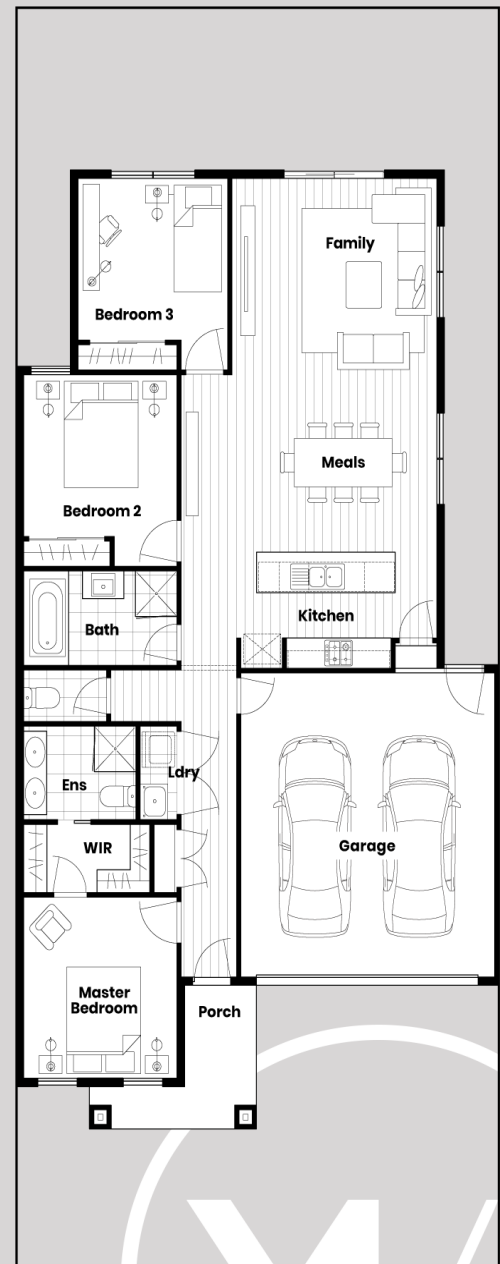 Family
Bedroom 3
Meals
Bedroom 2
Kitchen
Bath
Ldry
Ens
WIR
Garage
Master
Bedroom
Porch